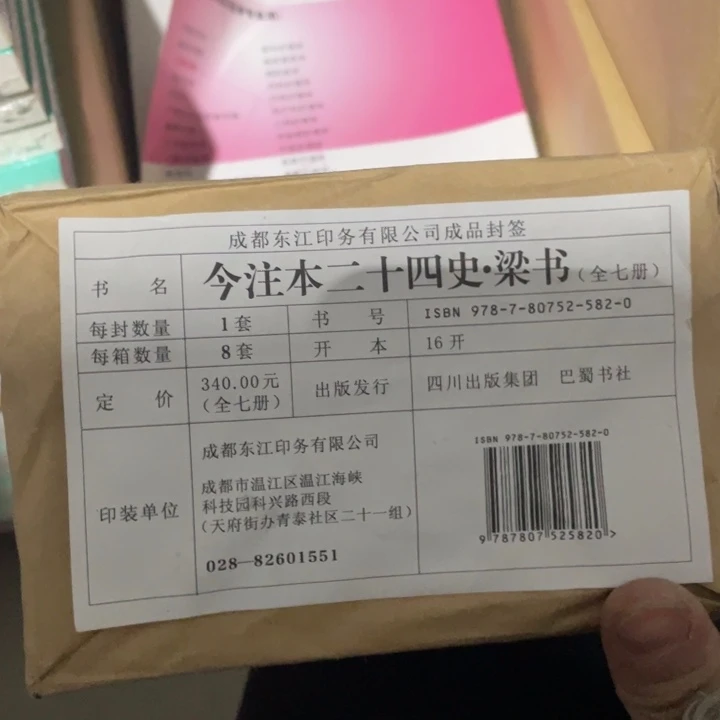 成都东江印务有限公司成品封签
书 名 今注本二十四史·梁书(全七册)
每封数量 1套 书 号 ISBN 978-7-80752-582-0
每箱数量 8套 开 本 16开
定 价 340.00元(全七册) 出版发行 四川出版集团 巴蜀书社
印装单位
成都东江印务有限公司
成都市温江区温江海峡
科技园科兴路西段
(天府街办青泰社区二十一组)
028—82601551
ISBN 978-7-80752-582-0
9 787807 525820 >